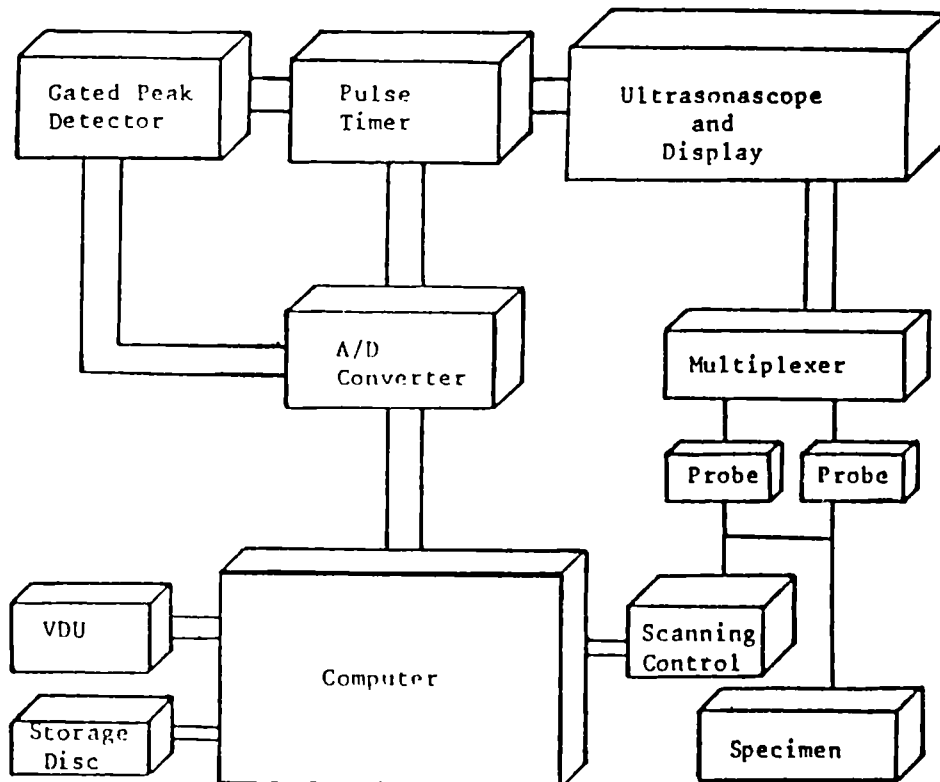 Gated Peak
Detector
Pulse
Timer
Ultrasonascope
and
Display
A/D
Converter
Multiplexer
Probe
Probe
VDU
Scanning
Control
Computer
Storage
Disc
Specimen